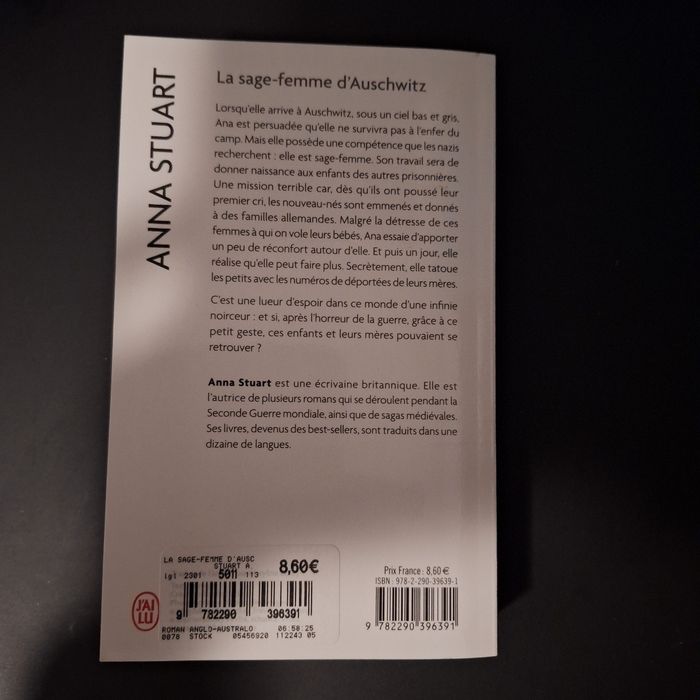 ANNA STUART
La sage-femme d'Auschwitz
Lorsqu'elle arrive à Auschwitz, sous un ciel bas et gris,
Ana est persuadée qu'elle ne survivra pas à l'enfer du
camp. Mais elle possède une compétence que les nazis
recherchent : elle est sage-femme. Son travail sera de
donner naissance aux enfants des autres prisonnières.
Une mission terrible car, dès qu'ils ont poussé leur
premier cri, les nouveau-nés sont emmenés et donnés
à des familles allemandes. Malgré la détresse de ces
femmes à qui on vole leurs bébés, Ana essaie d'apporter
un peu de réconfort autour d'elle. Et puis un jour, elle
réalise qu'elle peut faire plus. Secrètement, elle tatoue
les petits avec les numéros de déportées de leurs mères.
C'est une lueur d'espoir dans ce monde d'une infinie
noirceur : et si, après l'horreur de la guerre, grâce à ce
petit geste, ces enfants et leurs mères pouvaient se
retrouver ?
Anna Stuart est une écrivaine britannique. Elle est
l'autrice de plusieurs romans qui se déroulent pendant la
Seconde Guerre mondiale, ainsi que de sagas médiévales.
Ses livres, devenus des best-sellers, sont traduits dans une
dizaine de langues.
LA SAGE-FEMME D'AUSC
STUART A
lgl 2301 5011 113
8,60€
9 782290 396391
ROMAN ANGLO-AUSTRALO 06:58:25
0078 STOCK 05456920 112243 05
J'AI
LU
Prix France : 8,60 €
ISBN : 978-2-290-39639-1
9 782290 396391